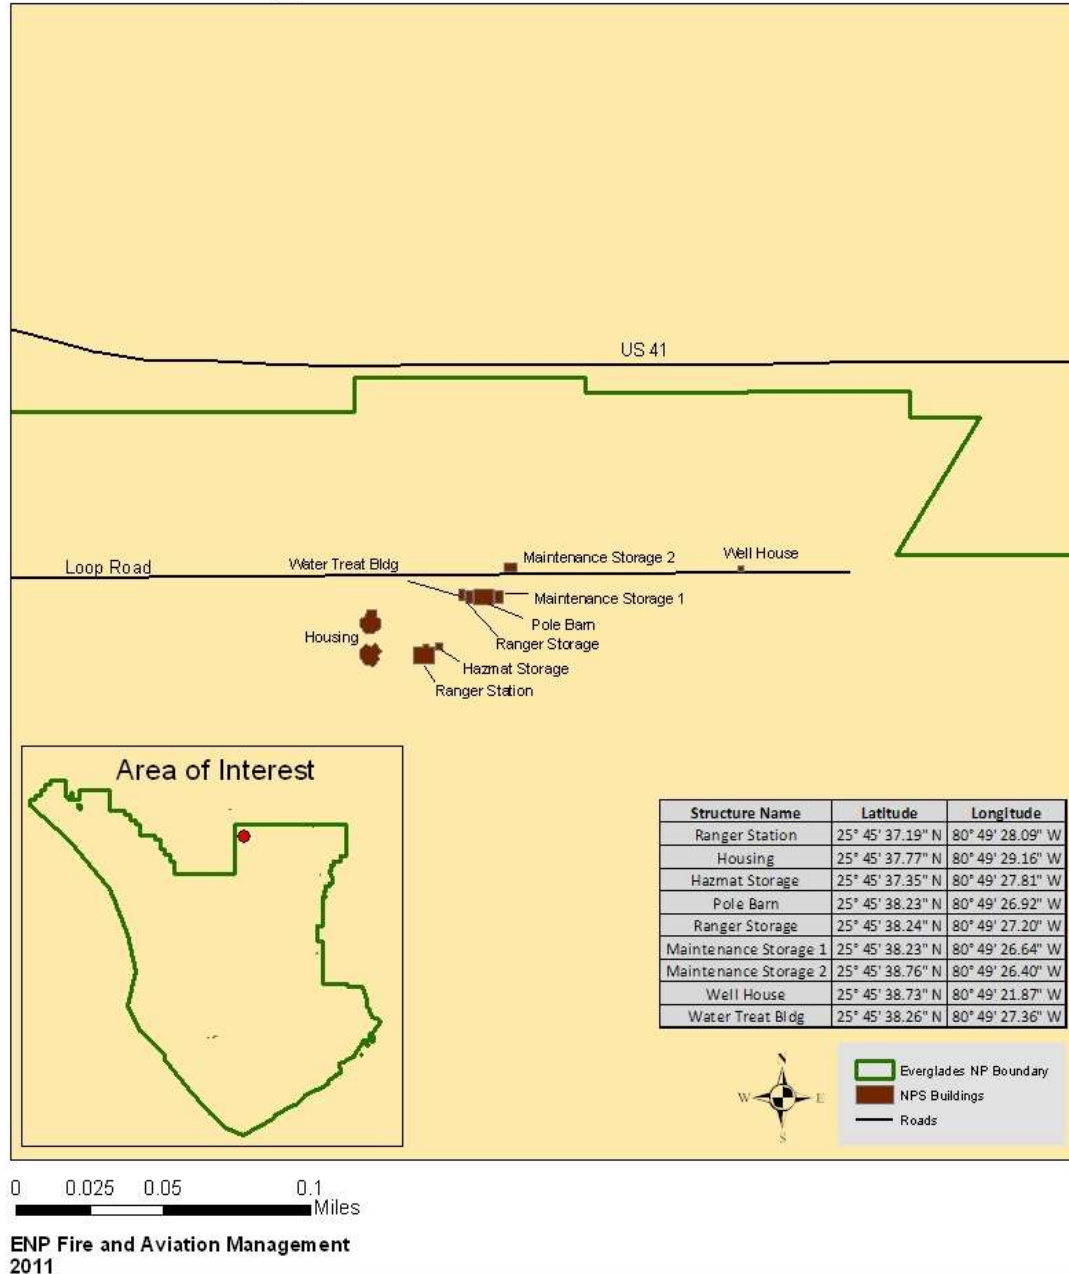 US 41
Loop Road
Water Treat Bldg
Maintenance Storage 2
Well House
Maintenance Storage 1
Pole Barn
Ranger Storage
Housing
Hazmat Storage
Ranger Station
Area of Interest
Structure Name Latitude Longitude
Ranger Station 25° 45' 37.19" N 80° 49' 28.09" W
Housing 25° 45' 37.77" N 80° 49' 29.16" W
Hazmat Storage 25° 45' 37.35" N 80° 49' 27.81" W
Pole Barn 25° 45' 38.23" N 80° 49' 26.92" W
Ranger Storage 25° 45' 38.24" N 80° 49' 27.20" W
Maintenance Storage 1 25° 45' 38.23" N 80° 49' 26.64" W
Maintenance Storage 2 25° 45' 38.76" N 80° 49' 26.40" W
Well House 25° 45' 38.73" N 80° 49' 21.87" W
Water Treat Bldg 25° 45' 38.26" N 80° 49' 27.36" W
N
W E
S
Everglades NP Boundary
NPS Buildings
Roads
0 0.025 0.05 0.1
Miles
ENP Fire and Aviation Management
2011